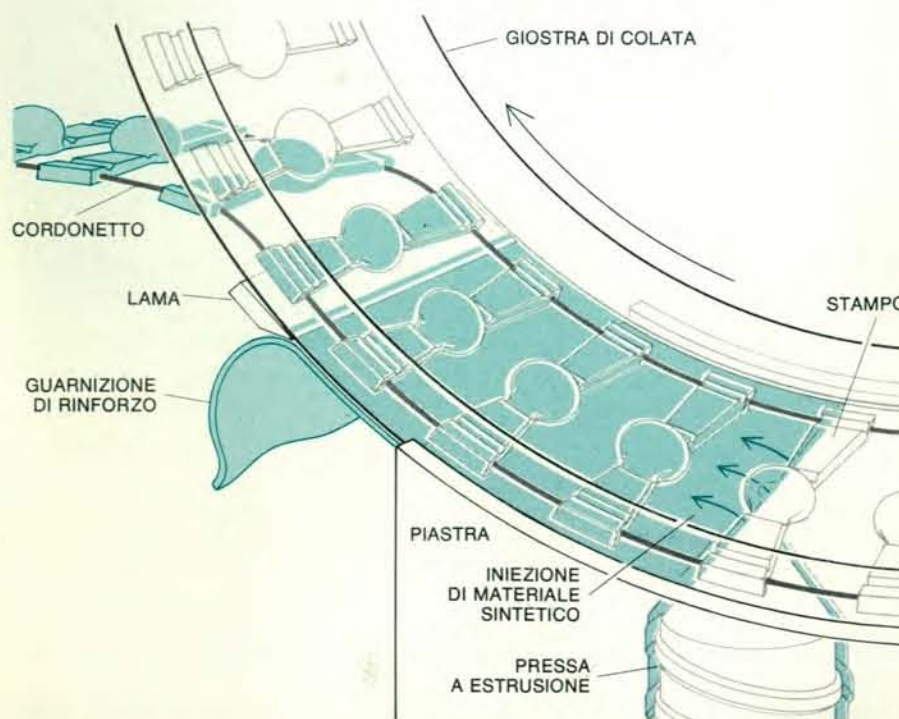 GIOSTRA DI COLATA
CORDONETTO
LAMA
STAMPO
GUARNIZIONE
DI RINFORZO
PIASTRA
INIEZIONE
DI MATERIALE
SINTETICO
PRESSA
A ESTRUSIONE